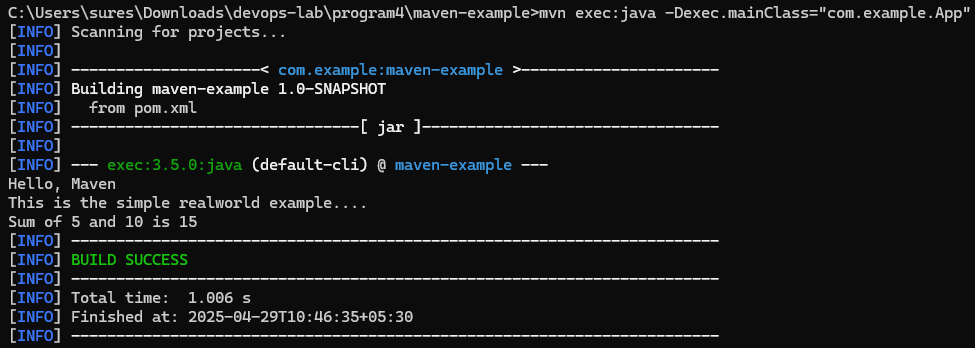 C:\Users\sures\Downloads\devops-lab\program4\maven-example>mvn exec:java -Dexec.mainClass="com.example.App"
[INFO] Scanning for projects...
[INFO]
[INFO] ---------------------< com.example:maven-example >----------------------
[INFO] Building maven-example 1.0-SNAPSHOT
[INFO]   from pom.xml
[INFO] --------------------------------[ jar ]---------------------------------
[INFO]
[INFO] --- exec:3.5.0:java (default-cli) @ maven-example ---
Hello, Maven
This is the simple realworld example....
Sum of 5 and 10 is 15
[INFO] ------------------------------------------------------------------------
[INFO] BUILD SUCCESS
[INFO] ------------------------------------------------------------------------
[INFO] Total time:  1.006 s
[INFO] Finished at: 2025-04-29T10:46:35+05:30
[INFO] ------------------------------------------------------------------------